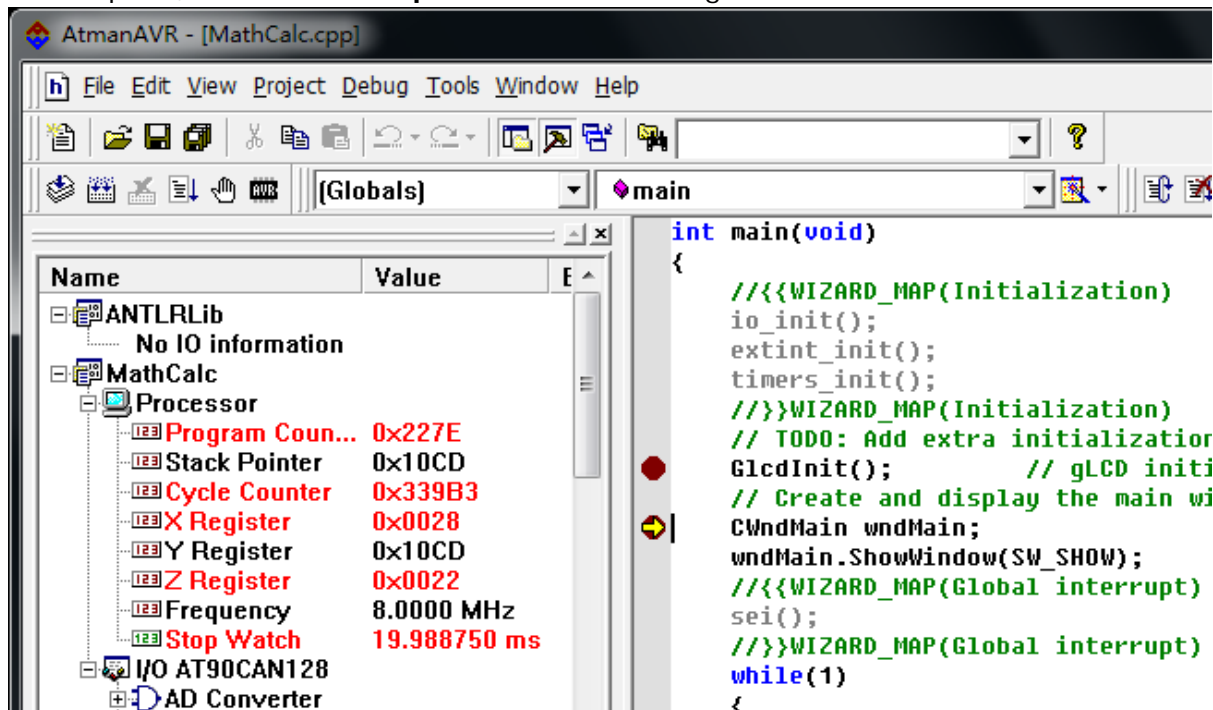 AtmanAVR - [MathCalc.cpp]
File Edit View Project Debug Tools Window Help
(Globals) main
Name Value
ANTLRLib
No IO information
MathCalc
Processor
Program Coun... 0x227E
Stack Pointer 0x10CD
Cycle Counter 0x339B3
X Register 0x0028
Y Register 0x10CD
Z Register 0x0022
Frequency 8.0000 MHz
Stop Watch 19.988750 ms
I/O AT90CAN128
AD Converter
int main(void)
{
//{{WIZARD_MAP(Initialization)
io_init();
extint_init();
timers_init();
//}}WIZARD_MAP(Initialization)
// TODO: Add extra initialization
GlcdInit(); // gLCD initi
// Create and display the main wi
CWndMain wndMain;
wndMain.ShowWindow(SW_SHOW);
//{{WIZARD_MAP(Global interrupt)
sei();
//}}WIZARD_MAP(Global interrupt)
while(1)
{